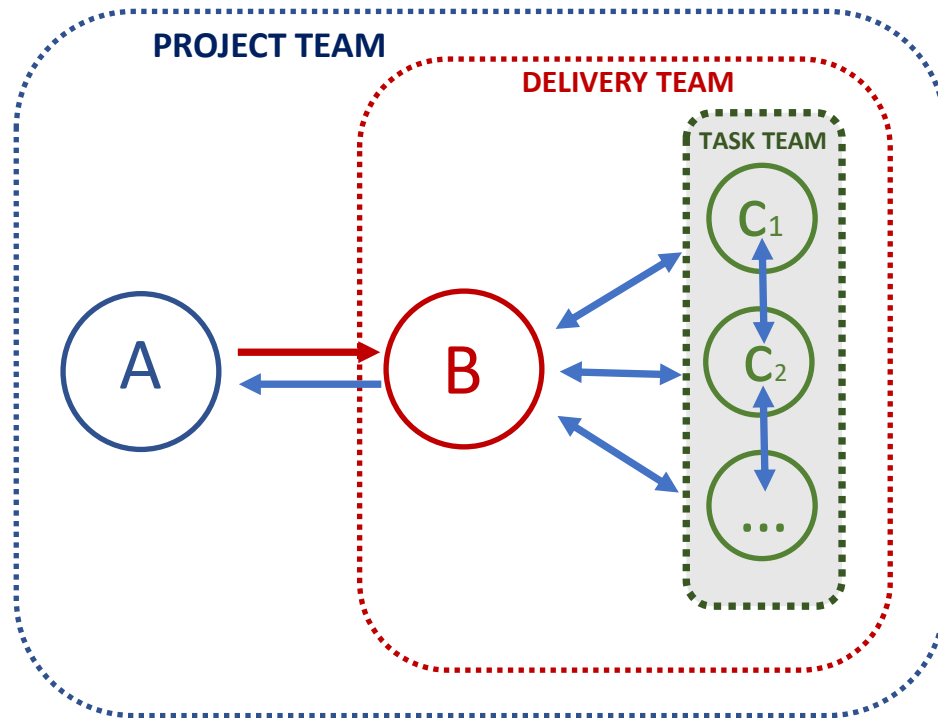 PROJECT TEAM
DELIVERY TEAM
TASK TEAM
C1
A
B
C2
...